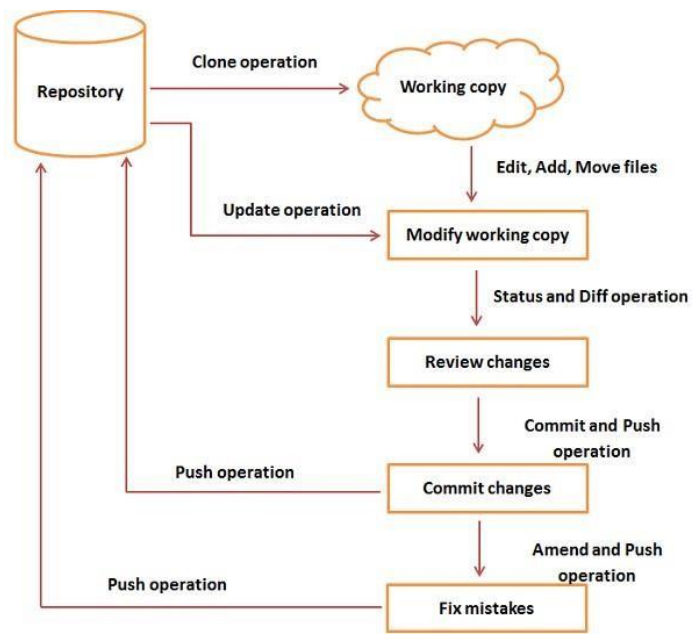 Clone operation
Repository
Working copy
Edit, Add, Move files
Update operation
Modify working copy
Status and Diff operation
Review changes
Commit and Push
operation
Push operation
Commit changes
Amend and Push
operation
Push operation
Fix mistakes